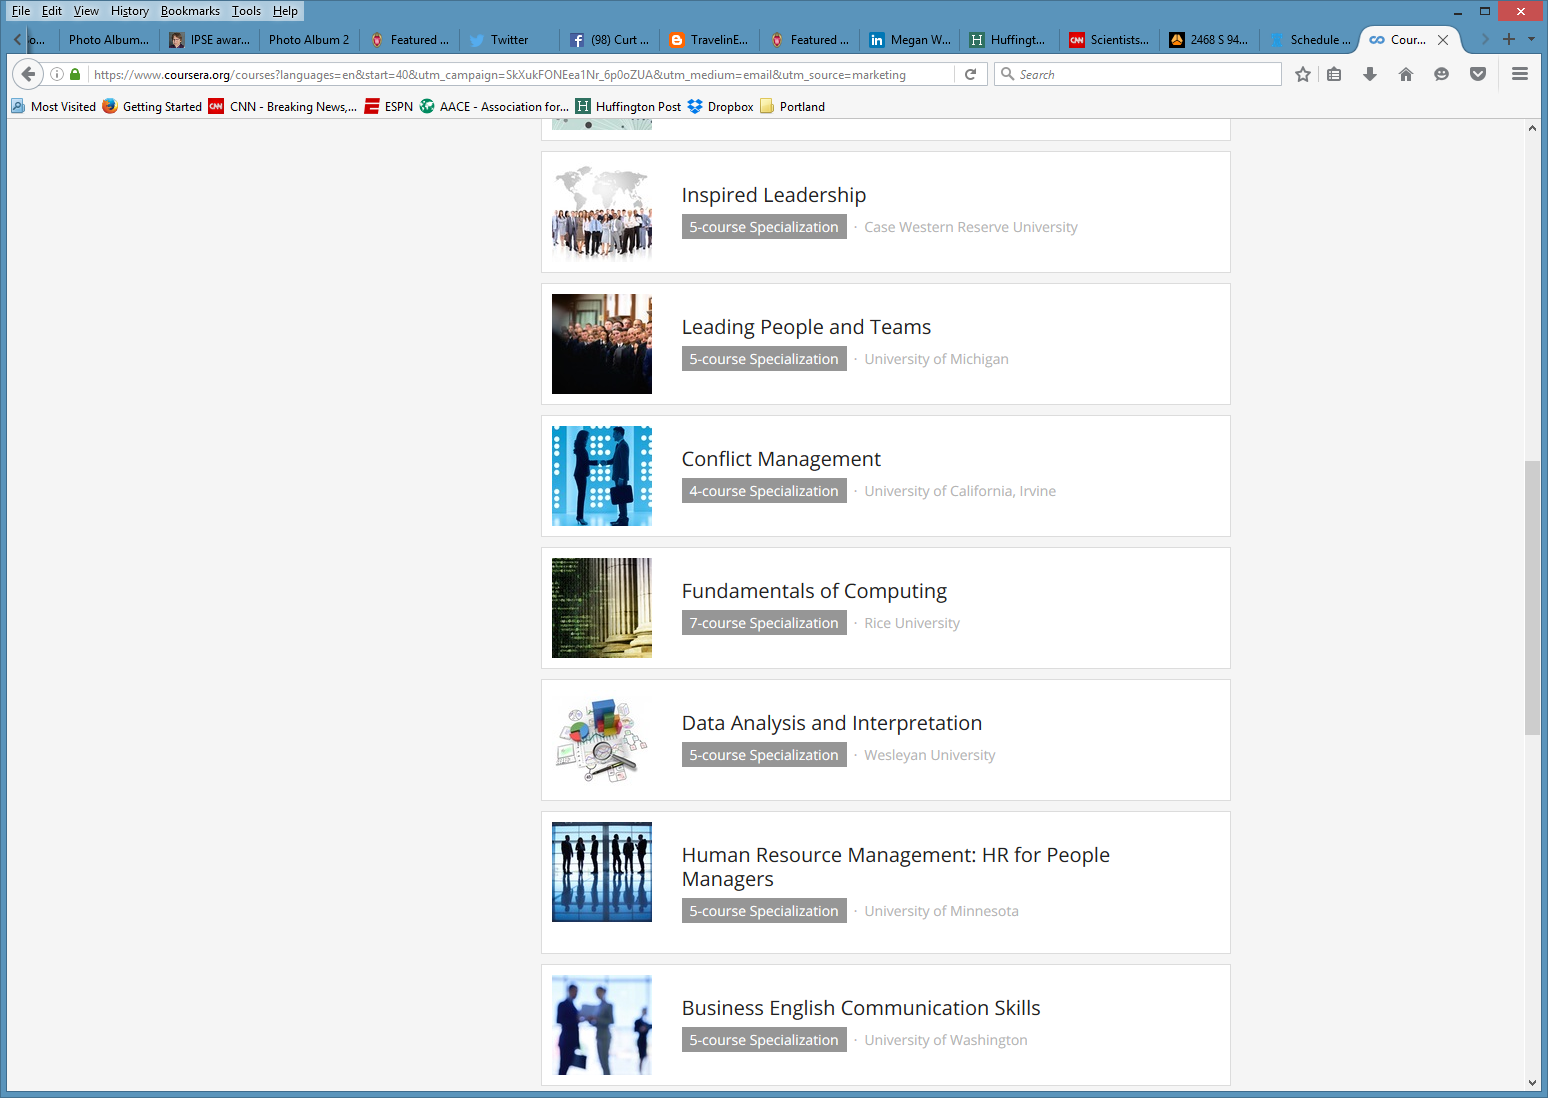 File Edit View History Bookmarks Tools Help
o... Photo Album... IPSE awar... Photo Album 2 Featured ... Twitter (98) Curt ... TravelinE... Featured ... Megan W... Huffingt... Scientists... 2468 S 94... Schedule ... Cour...
https://www.coursera.org/courses?languages=en&start=40&utm_campaign=SkXukFONEea1Nr_6p0oZUA&utm_medium=email&utm_source=marketing Search
Most Visited Getting Started CNN - Breaking News,... ESPN AACE - Association for... Huffington Post Dropbox Portland
Inspired Leadership
5-course Specialization · Case Western Reserve University
Leading People and Teams
5-course Specialization · University of Michigan
Conflict Management
4-course Specialization · University of California, Irvine
Fundamentals of Computing
7-course Specialization · Rice University
Data Analysis and Interpretation
5-course Specialization · Wesleyan University
Human Resource Management: HR for People
Managers
5-course Specialization · University of Minnesota
Business English Communication Skills
5-course Specialization · University of Washington